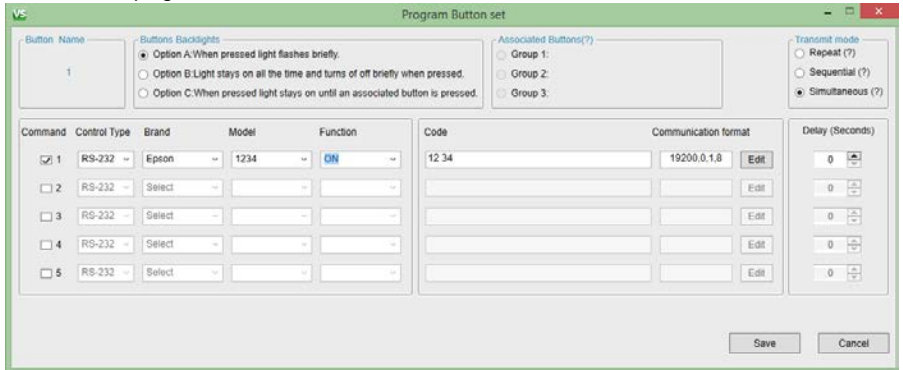 VS Program Button set
Button Name
1
Buttons Backlights
Option A:When pressed light flashes briefly.
Option B:Light stays on all the time and turns of off briefly when pressed.
Option C:When pressed light stays on until an associated button is pressed.
Associated Buttons(?)
Group 1:
Group 2:
Group 3:
Transmit mode
Repeat (?)
Sequential (?)
Simultaneous (?)
Command Control Type Brand Model Function Code Communication format Delay (Seconds)
1 RS-232 Epson 1234 ON 12 34 19200,0,1,8 Edit 0
2 RS-232 Select Edit 0
3 RS-232 Select Edit 0
4 RS-232 Select Edit 0
5 RS-232 Select Edit 0
Save Cancel